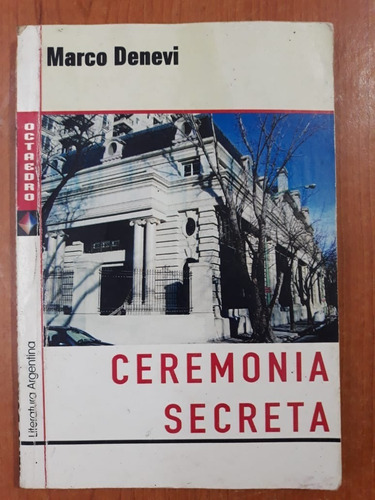 Marco Denevi
OCTAEDRO
Literatura Argentina
CEREMONIA
SECRETA